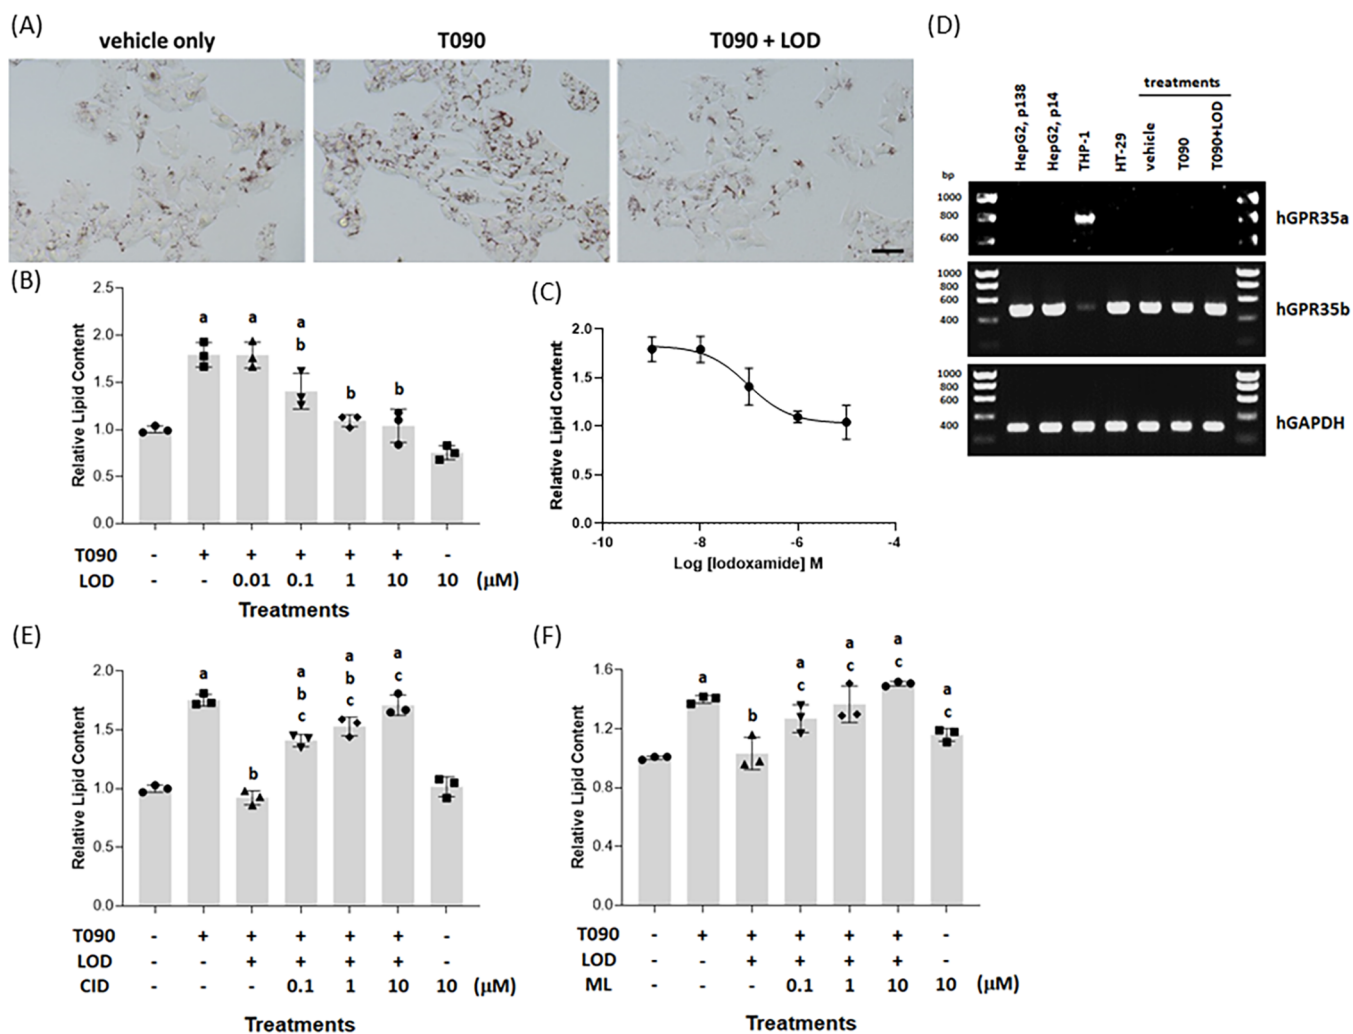 (A)
vehicle only T090 T090 + LOD
(B)
Relative Lipid Content
2.5
2.0
1.5
1.0
0.5
0.0
a a a b b b
T090 - + + + + + -
LOD - - 0.01 0.1 1 10 10 (μM)
Treatments
(C)
Relative Lipid Content
2.0
1.5
1.0
0.5
0.0
-10 -8 -6 -4
Log [Iodoxamide] M
(D)
treatments
HepG2, p138
HepG2, p14
THP-1
HT-29
vehicle
T090
T090+LOD
bp
1000
800
600
hGPR35a
1000
800
600
400
hGPR35b
1000
800
600
400
hGAPDH
(E)
Relative Lipid Content
2.0
1.5
1.0
0.5
0.0
a b a b c a b c a c
T090 - + + + + + -
LOD - - + + + + -
CID - - - 0.1 1 10 10 (μM)
Treatments
(F)
Relative Lipid Content
1.6
1.2
0.8
0.4
0.0
a b a c a c a c a c
T090 - + + + + + -
LOD - - + + + + -
ML - - - 0.1 1 10 10 (μM)
Treatments